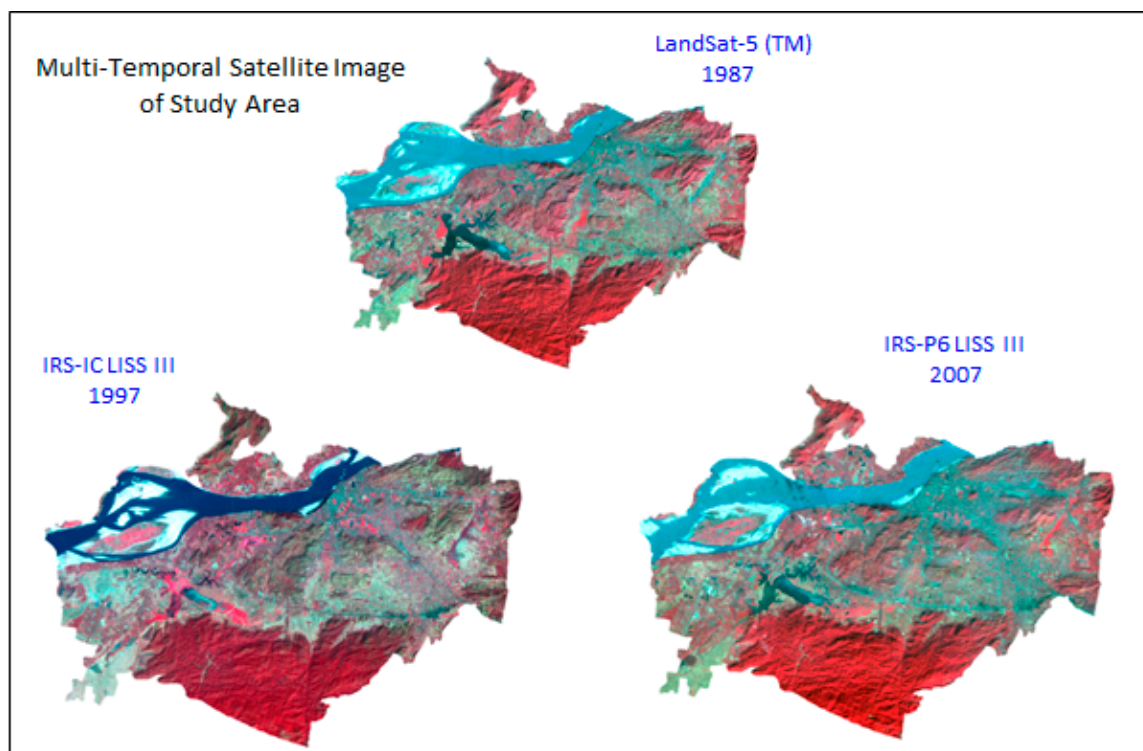 Multi-Temporal Satellite Image
of Study Area
LandSat-5 (TM)
1987
IRS-IC LISS III
1997
IRS-P6 LISS III
2007